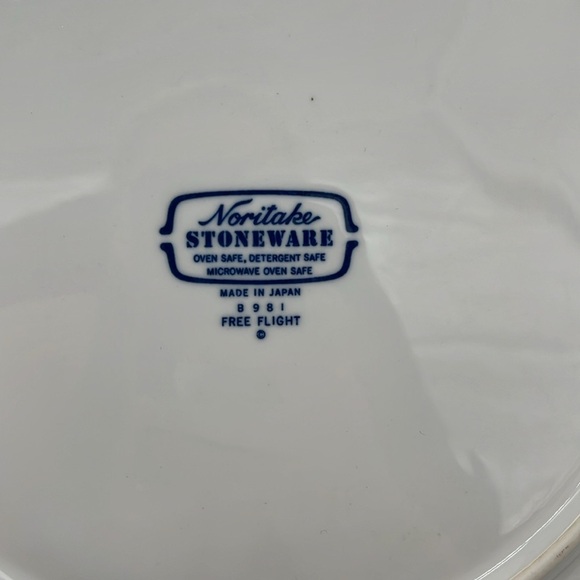 Noritake
STONEWARE
OVEN SAFE, DETERGENT SAFE
MICROWAVE OVEN SAFE
MADE IN JAPAN
8981
FREE FLIGHT
©